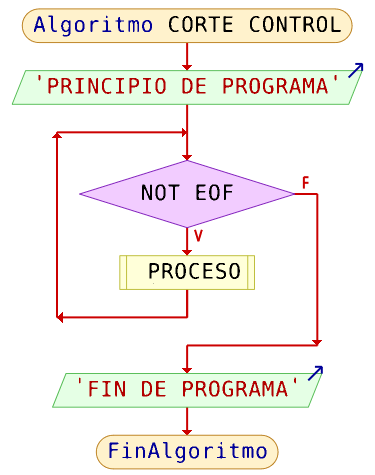 Algoritmo CORTE CONTROL
'PRINCIPIO DE PROGRAMA'
NOT EOF
F
V
PROCESO
'FIN DE PROGRAMA'
FinAlgoritmo